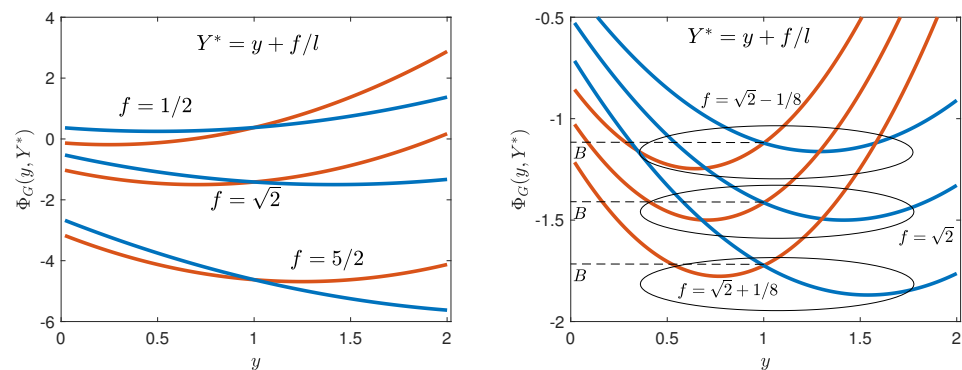 4
2
0
-2
-4
-6
0
0.5
1
1.5
2
y
Φ_G(y, Y*)
Y* = y + f/l
f = 1/2
f = √2
f = 5/2
-0.5
-1
-1.5
-2
0
0.5
1
1.5
2
y
Φ_G(y, Y*)
Y* = y + f/l
f = √2 − 1/8
B
B
f = √2
B
f = √2 + 1/8